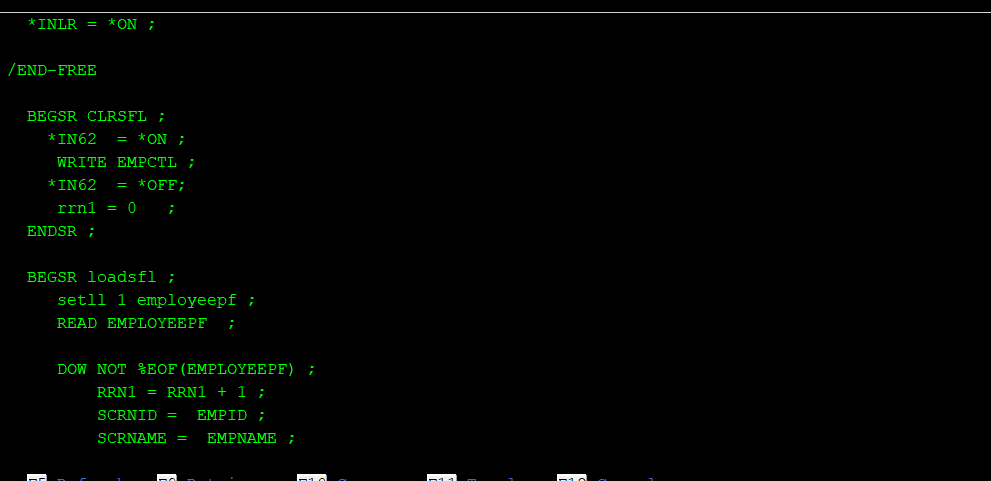 *INLR = *ON ;
/END-FREE
BEGSR CLRSFL ;
*IN62  = *ON ;
WRITE EMPCTL ;
*IN62  = *OFF;
rrn1 = 0   ;
ENDSR ;
BEGSR loadsfl ;
setll 1 employeepf ;
READ EMPLOYEEPF  ;
DOW NOT %EOF(EMPLOYEEPF) ;
RRN1 = RRN1 + 1 ;
SCRNID =  EMPID ;
SCRNAME =  EMPNAME ;